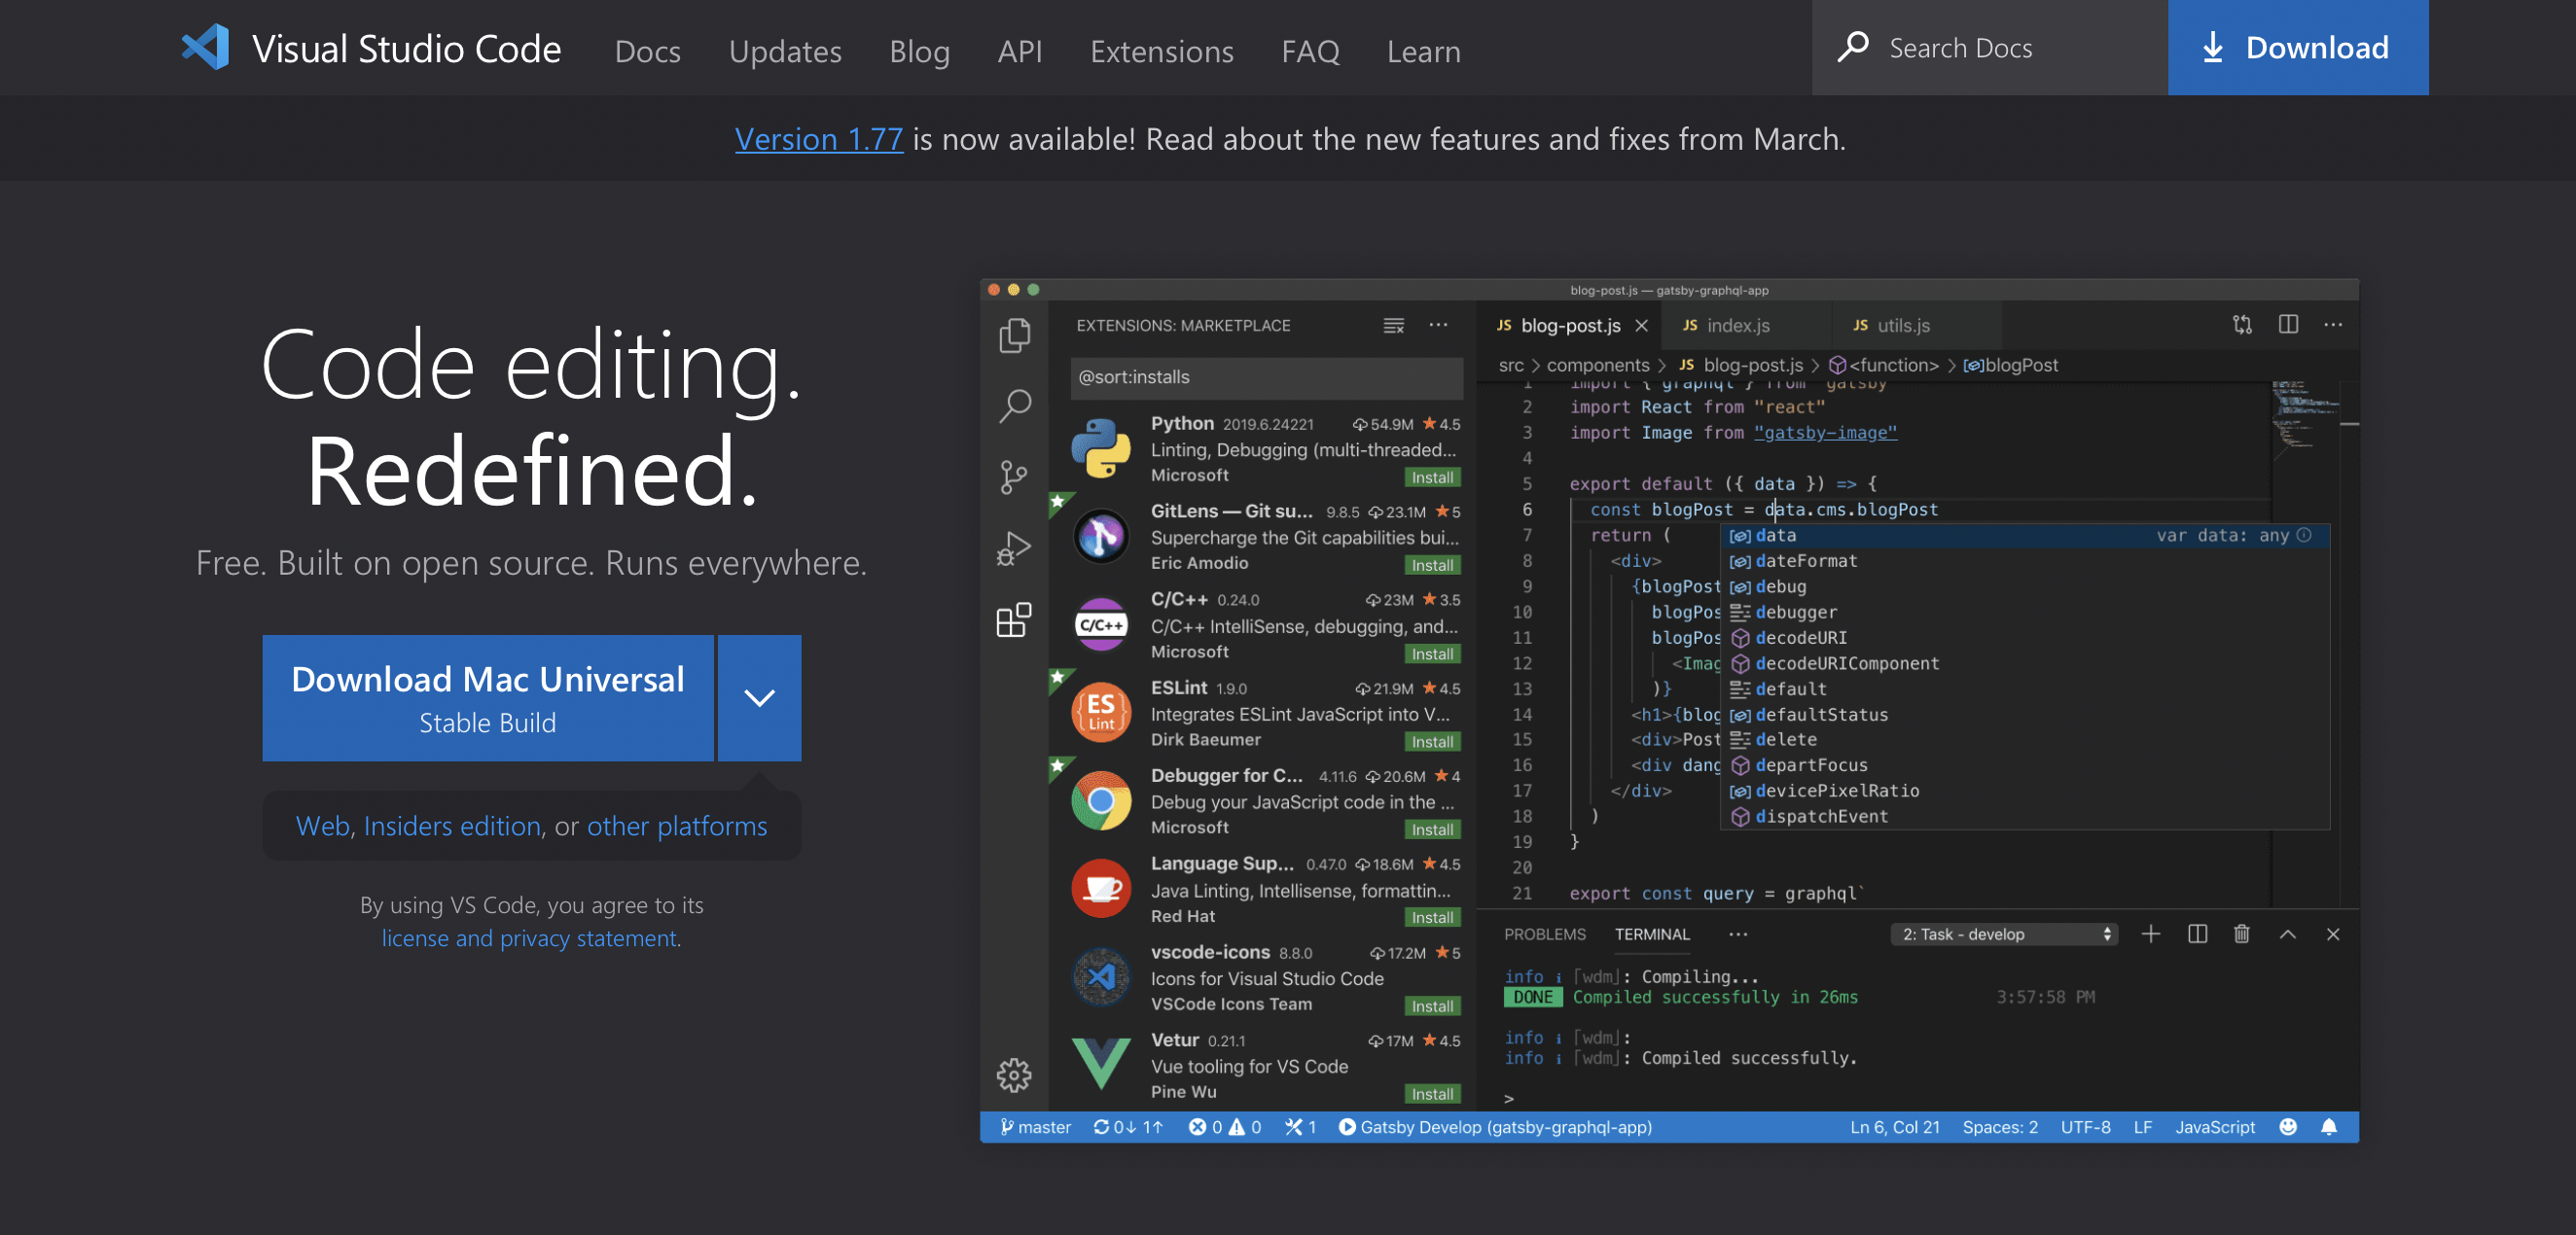 Visual Studio Code Docs Updates Blog API Extensions FAQ Learn Search Docs Download
Version 1.77 is now available! Read about the new features and fixes from March.
Code editing.
Redefined.
Free. Built on open source. Runs everywhere.
Download Mac Universal
Stable Build
Web, Insiders edition, or other platforms
By using VS Code, you agree to its
license and privacy statement.
blog-post.js — gatsby-graphql-app
EXTENSIONS: MARKETPLACE
@sort:installs
Python 2019.6.24221 54.9M 4.5
Linting, Debugging (multi-threaded...
Microsoft Install
GitLens — Git su... 9.8.5 23.1M 5
Supercharge the Git capabilities bui...
Eric Amodio Install
C/C++
C/C++ 0.24.0 23M 3.5
C/C++ IntelliSense, debugging, and...
Microsoft Install
ES
Lint
ESLint 1.9.0 21.9M 4.5
Integrates ESLint JavaScript into V...
Dirk Baeumer Install
Debugger for C... 4.11.6 20.6M 4
Debug your JavaScript code in the ...
Microsoft Install
Language Sup... 0.47.0 18.6M 4.5
Java Linting, Intellisense, formattin...
Red Hat Install
vscode-icons 8.8.0 17.2M 5
Icons for Visual Studio Code
VSCode Icons Team Install
Vetur 0.21.1 17M 4.5
Vue tooling for VS Code
Pine Wu Install
JS blog-post.js JS index.js JS utils.js
src > components > JS blog-post.js > <function> > blogPost
1 import { graphql } from "gatsby"
2 import React from "react"
3 import Image from "gatsby-image"
4
5 export default ({ data }) => {
6 const blogPost = data.cms.blogPost
7 return (
8 <div>
9 {blogPost
10 blogPos
11 blogPos
12 <Imag
13 )}
14 <h1>{blog
15 <div>Post
16 <div dang
17 </div>
18 )
19 }
20
21 export const query = graphql`
data var data: any
dateFormat
debug
debugger
decodeURI
decodeURIComponent
default
defaultStatus
delete
departFocus
devicePixelRatio
dispatchEvent
PROBLEMS TERMINAL ··· 2: Task - develop
info i ｢wdm｣: Compiling...
DONE Compiled successfully in 26ms 3:57:58 PM
info i ｢wdm｣:
info i ｢wdm｣: Compiled successfully.
>
master 0↓ 1↑ 0 0 1 Gatsby Develop (gatsby-graphql-app) Ln 6, Col 21 Spaces: 2 UTF-8 LF JavaScript